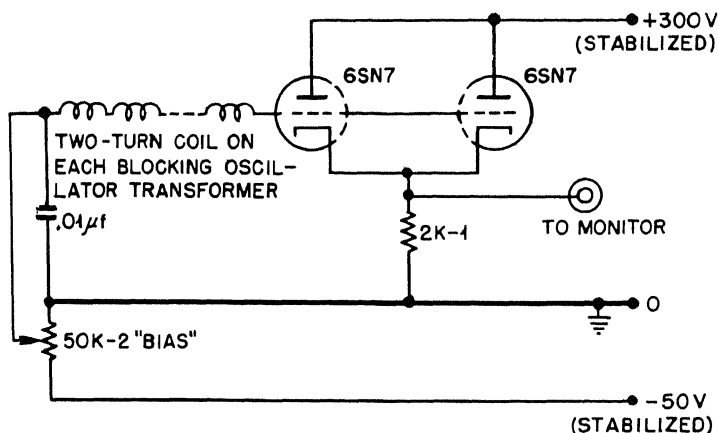 +300V
(STABILIZED)
6SN7
6SN7
TWO-TURN COIL ON
EACH BLOCKING OSCIL-
LATOR TRANSFORMER
.01μf
2K-1
TO MONITOR
0
50K-2 "BIAS"
-50V
(STABILIZED)